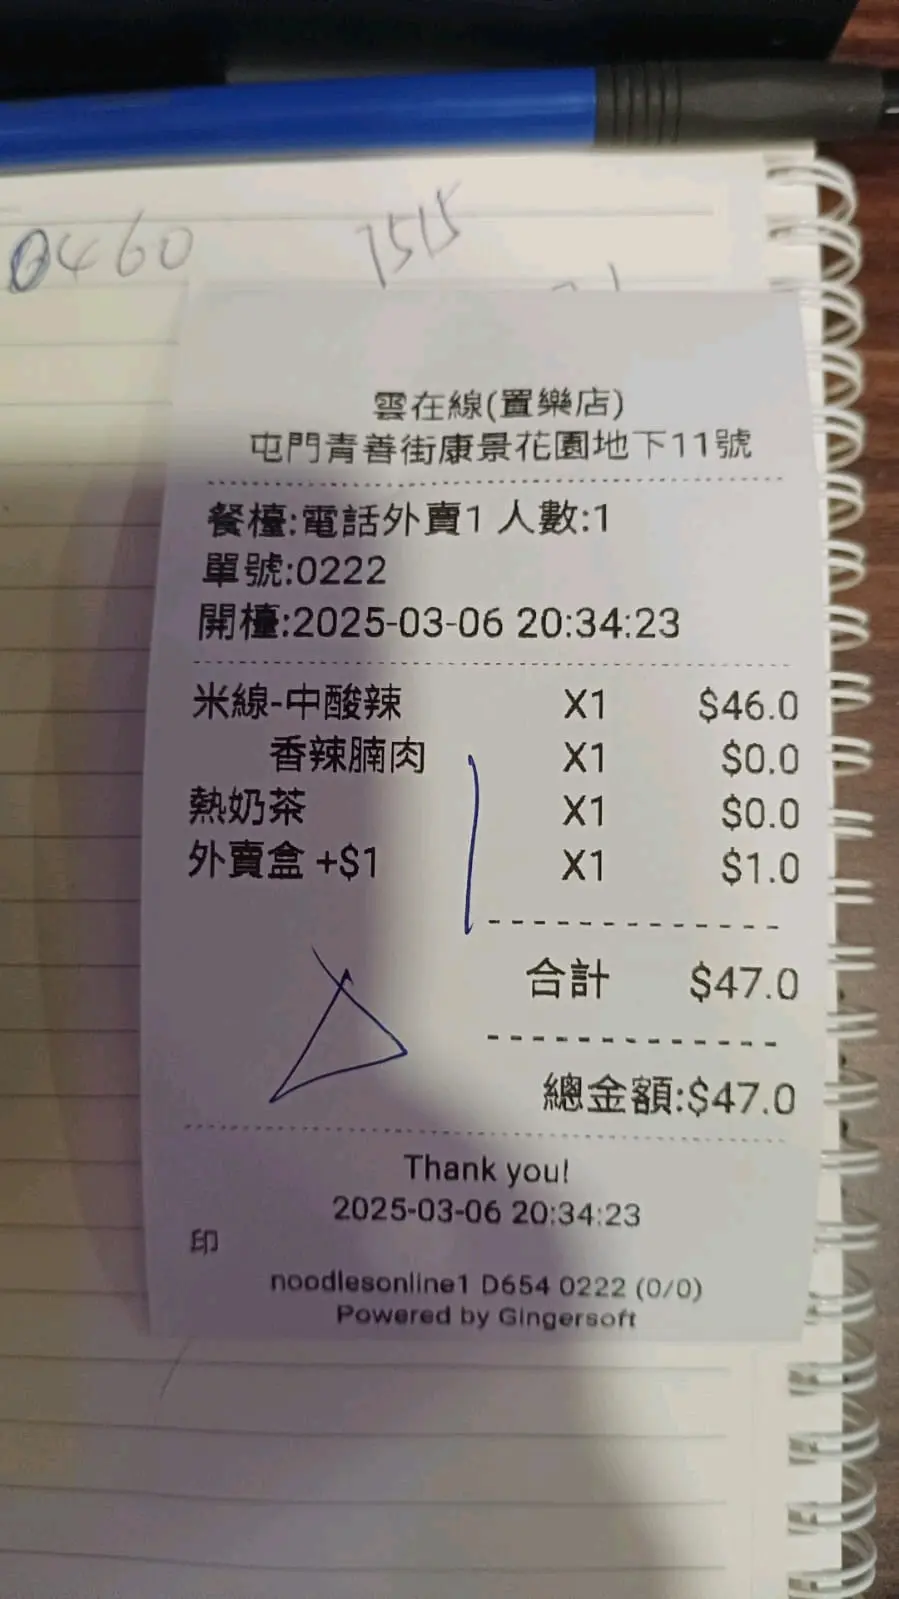 0460
1515
雲在線(置樂店)
屯門青善街康景花園地下11號
餐檯:電話外賣1 人數:1
單號:0222
開檯:2025-03-06 20:34:23
米線-中酸辣 X1 $46.0
香辣腩肉 X1 $0.0
熱奶茶 X1 $0.0
外賣盒 +$1 X1 $1.0
合計 $47.0
總金額:$47.0
Thank you!
2025-03-06 20:34:23
印
noodlesonline1 D654 0222 (0/0)
Powered by Gingersoft